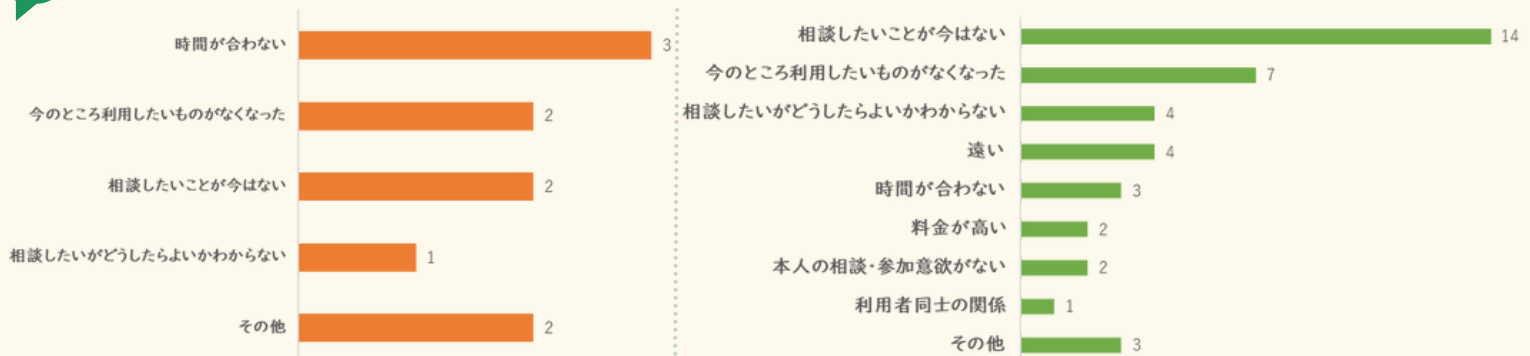 時間が合わない 3
今のところ利用したいものがなくなった 2
相談したいことが今はない 2
相談したいがどうしたらよいかわからない 1
その他 2
相談したいことが今はない 14
今のところ利用したいものがなくなった 7
相談したいがどうしたらよいかわからない 4
遠い 4
時間が合わない 3
料金が高い 2
本人の相談・参加意欲がない 2
利用者同士の関係 1
その他 3